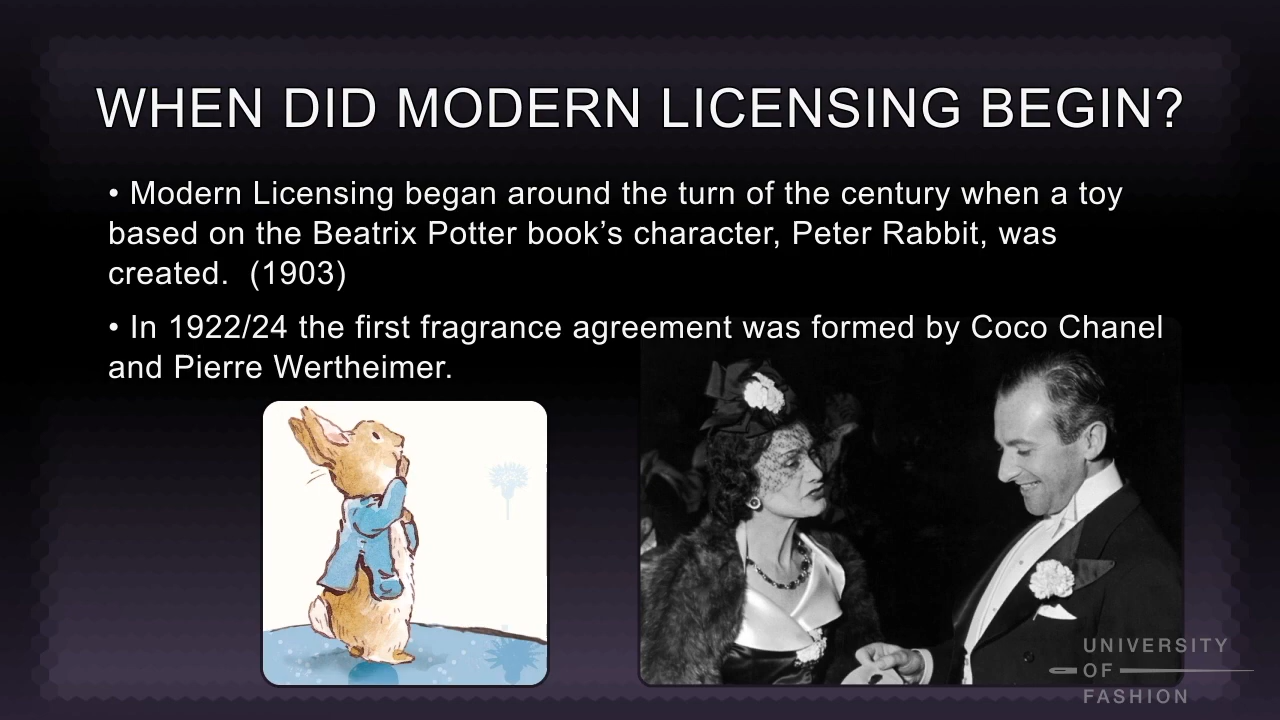 WHEN DID MODERN LICENSING BEGIN?
• Modern Licensing began around the turn of the century when a toy
based on the Beatrix Potter book’s character, Peter Rabbit, was
created.  (1903)
• In 1922/24 the first fragrance agreement was formed by Coco Chanel
and Pierre Wertheimer.
UNIVERSITY
OF
FASHION